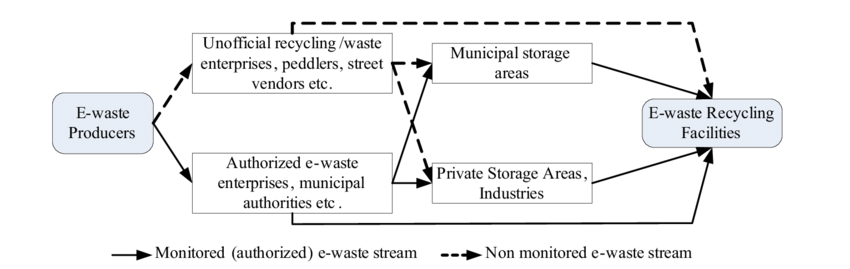 Unofficial recycling /waste
enterprises, peddlers, street
vendors etc.
Municipal storage
areas
E-waste
Producers
E-waste Recycling
Facilities
Authorized e-waste
enterprises, municipal
authorities etc .
Private Storage Areas,
Industries
Monitored (authorized) e-waste stream
Non monitored e-waste stream